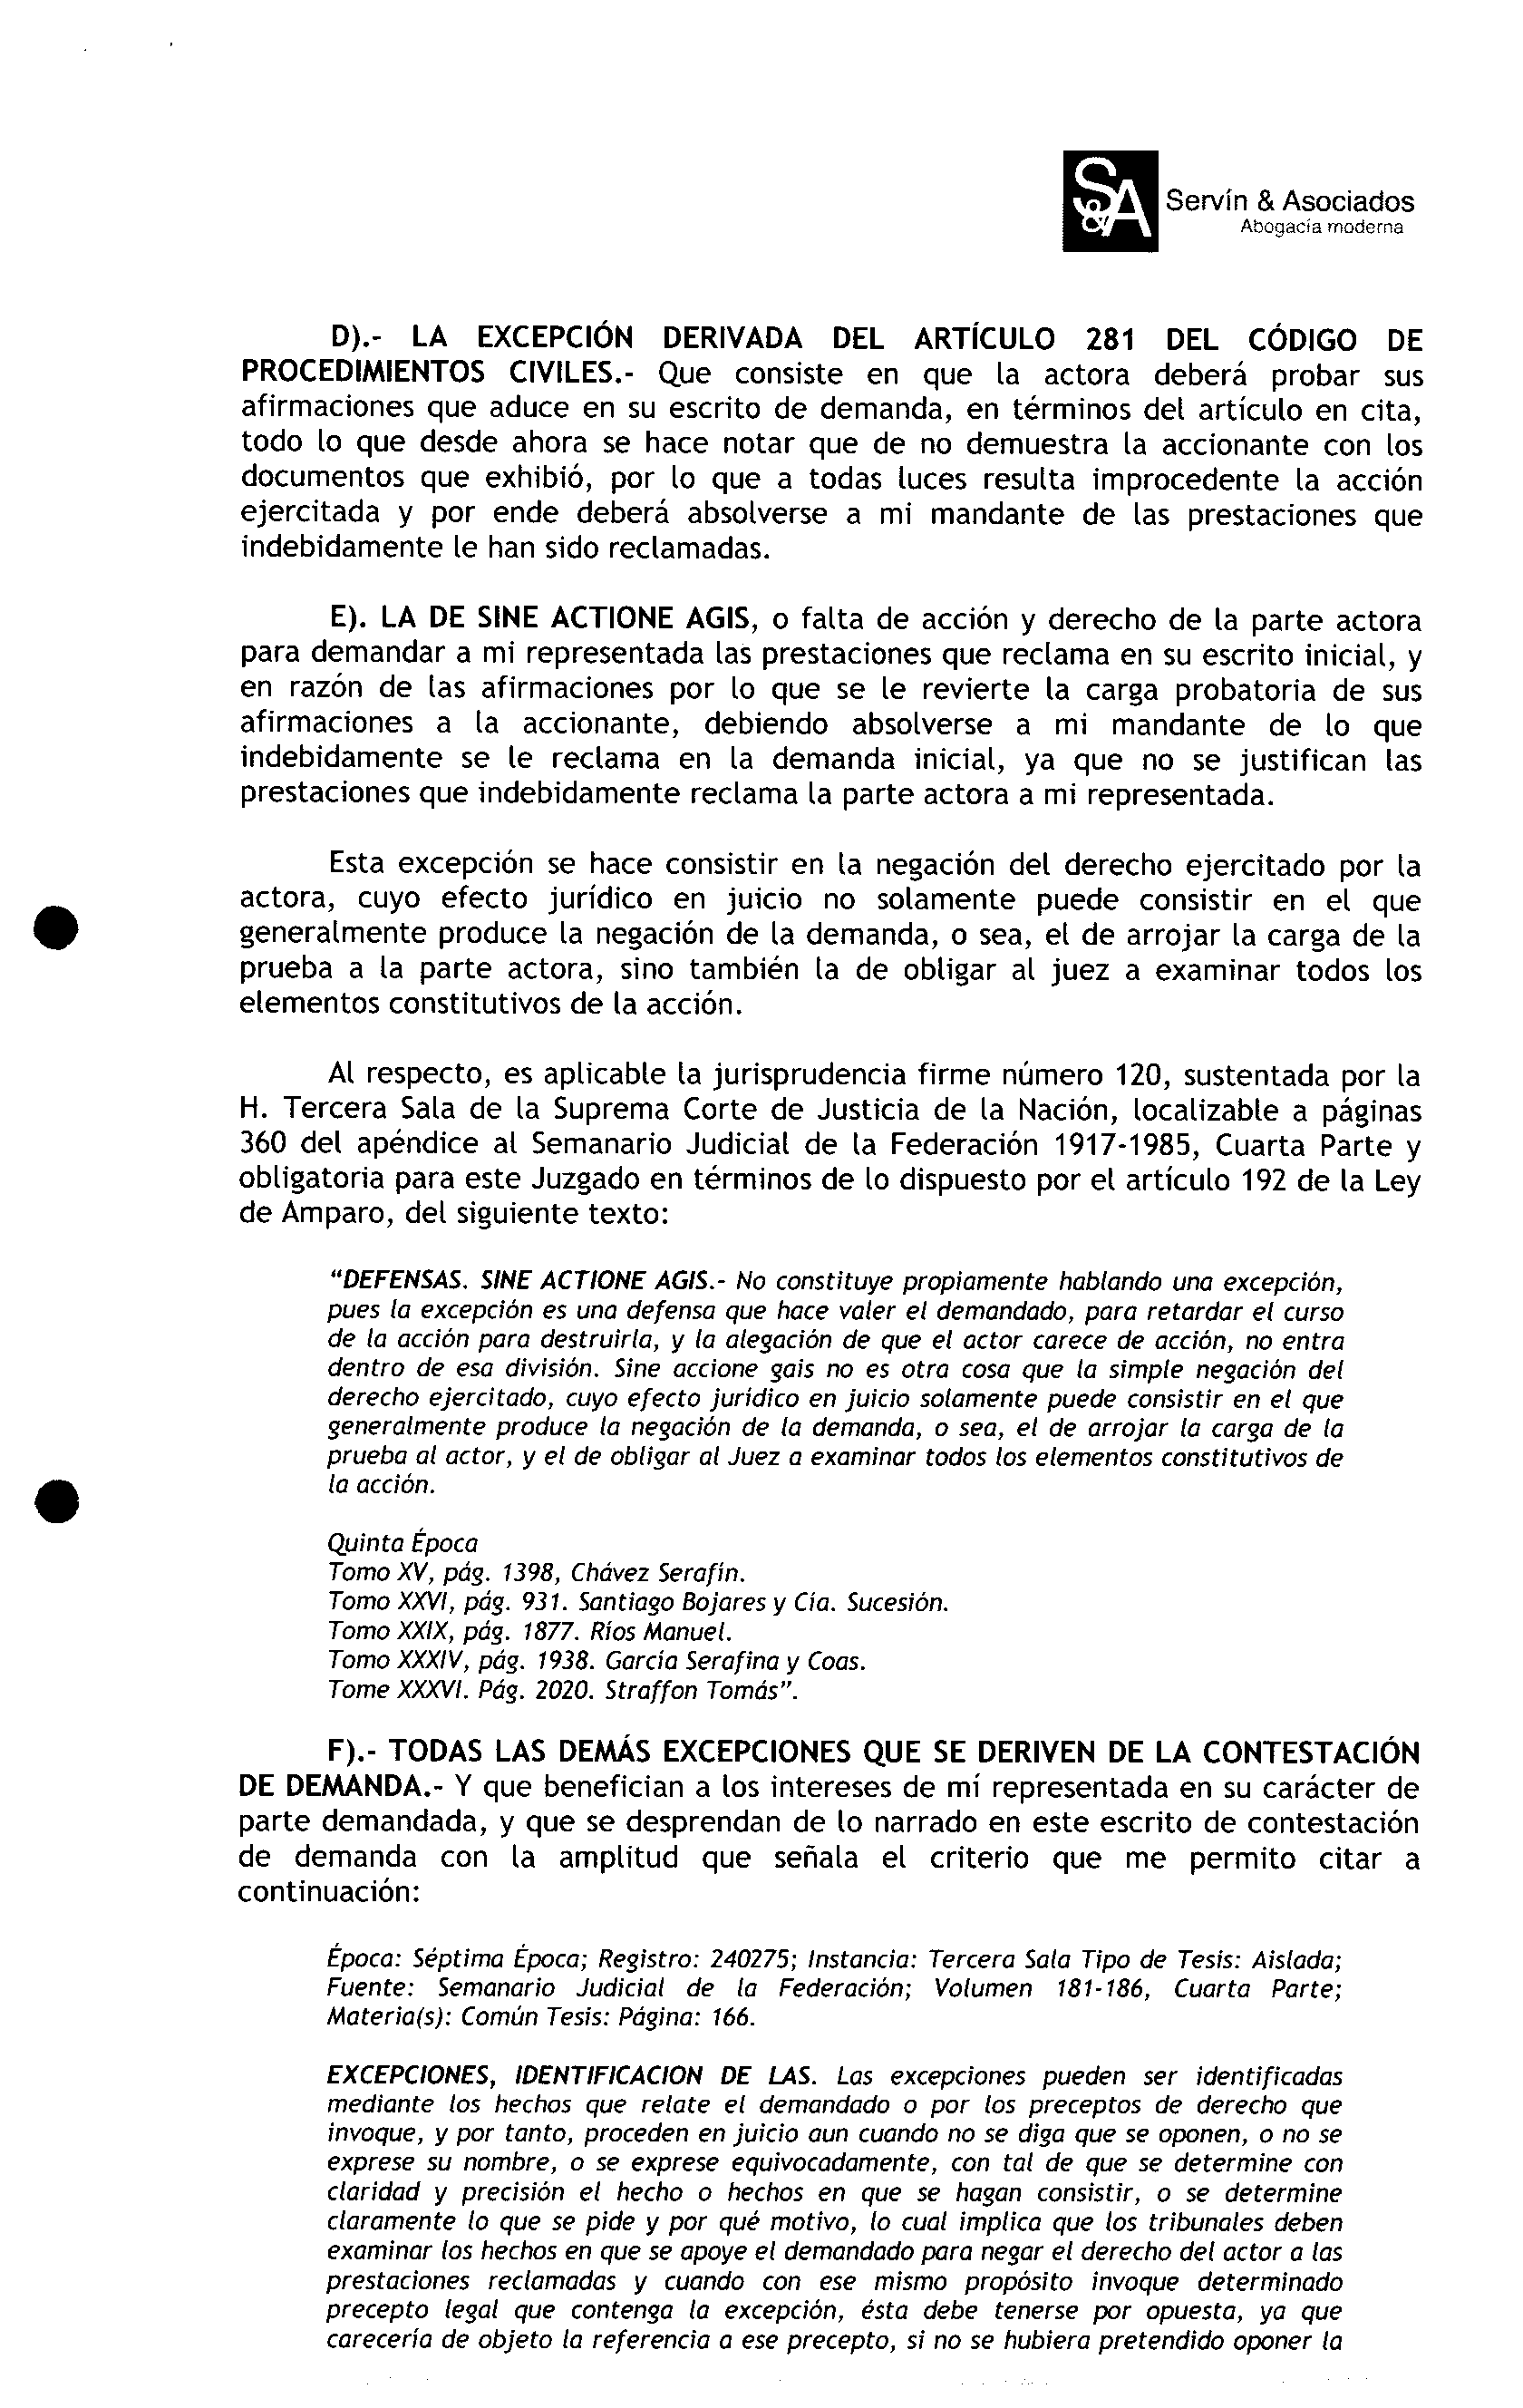 S&A Servín & Asociados
Abogacía moderna
D).- LA EXCEPCIÓN DERIVADA DEL ARTÍCULO 281 DEL CÓDIGO DE
PROCEDIMIENTOS CIVILES.- Que consiste en que la actora deberá probar sus
afirmaciones que aduce en su escrito de demanda, en términos del artículo en cita,
todo lo que desde ahora se hace notar que de no demuestra la accionante con los
documentos que exhibió, por lo que a todas luces resulta improcedente la acción
ejercitada y por ende deberá absolverse a mi mandante de las prestaciones que
indebidamente le han sido reclamadas.
E). LA DE SINE ACTIONE AGIS, o falta de acción y derecho de la parte actora
para demandar a mi representada las prestaciones que reclama en su escrito inicial, y
en razón de las afirmaciones por lo que se le revierte la carga probatoria de sus
afirmaciones a la accionante, debiendo absolverse a mi mandante de lo que
indebidamente se le reclama en la demanda inicial, ya que no se justifican las
prestaciones que indebidamente reclama la parte actora a mi representada.
Esta excepción se hace consistir en la negación del derecho ejercitado por la
actora, cuyo efecto jurídico en juicio no solamente puede consistir en el que
generalmente produce la negación de la demanda, o sea, el de arrojar la carga de la
prueba a la parte actora, sino también la de obligar al juez a examinar todos los
elementos constitutivos de la acción.
Al respecto, es aplicable la jurisprudencia firme número 120, sustentada por la
H. Tercera Sala de la Suprema Corte de Justicia de la Nación, localizable a páginas
360 del apéndice al Semanario Judicial de la Federación 1917-1985, Cuarta Parte y
obligatoria para este Juzgado en términos de lo dispuesto por el artículo 192 de la Ley
de Amparo, del siguiente texto:
"DEFENSAS. SINE ACTIONE AGIS.- No constituye propiamente hablando una excepción,
pues la excepción es una defensa que hace valer el demandado, para retardar el curso
de la acción para destruirla, y la alegación de que el actor carece de acción, no entra
dentro de esa división. Sine accione gais no es otra cosa que la simple negación del
derecho ejercitado, cuyo efecto jurídico en juicio solamente puede consistir en el que
generalmente produce la negación de la demanda, o sea, el de arrojar la carga de la
prueba al actor, y el de obligar al Juez a examinar todos los elementos constitutivos de
la acción.
Quinta Época
Tomo XV, pág. 1398, Chávez Serafín.
Tomo XXVI, pág. 931. Santiago Bojares y Cía. Sucesión.
Tomo XXIX, pág. 1877. Ríos Manuel.
Tomo XXXIV, pág. 1938. García Serafina y Coas.
Tome XXXVI. Pág. 2020. Straffon Tomás".
F).- TODAS LAS DEMÁS EXCEPCIONES QUE SE DERIVEN DE LA CONTESTACIÓN
DE DEMANDA.- Y que benefician a los intereses de mí representada en su carácter de
parte demandada, y que se desprendan de lo narrado en este escrito de contestación
de demanda con la amplitud que señala el criterio que me permito citar a
continuación:
Época: Séptima Época; Registro: 240275; Instancia: Tercera Sala Tipo de Tesis: Aislada;
Fuente: Semanario Judicial de la Federación; Volumen 181-186, Cuarta Parte;
Materia(s): Común Tesis: Página: 166.
EXCEPCIONES, IDENTIFICACION DE LAS. Las excepciones pueden ser identificadas
mediante los hechos que relate el demandado o por los preceptos de derecho que
invoque, y por tanto, proceden en juicio aun cuando no se diga que se oponen, o no se
exprese su nombre, o se exprese equivocadamente, con tal de que se determine con
claridad y precisión el hecho o hechos en que se hagan consistir, o se determine
claramente lo que se pide y por qué motivo, lo cual implica que los tribunales deben
examinar los hechos en que se apoye el demandado para negar el derecho del actor a las
prestaciones reclamadas y cuando con ese mismo propósito invoque determinado
precepto legal que contenga la excepción, ésta debe tenerse por opuesta, ya que
carecería de objeto la referencia a ese precepto, si no se hubiera pretendido oponer la